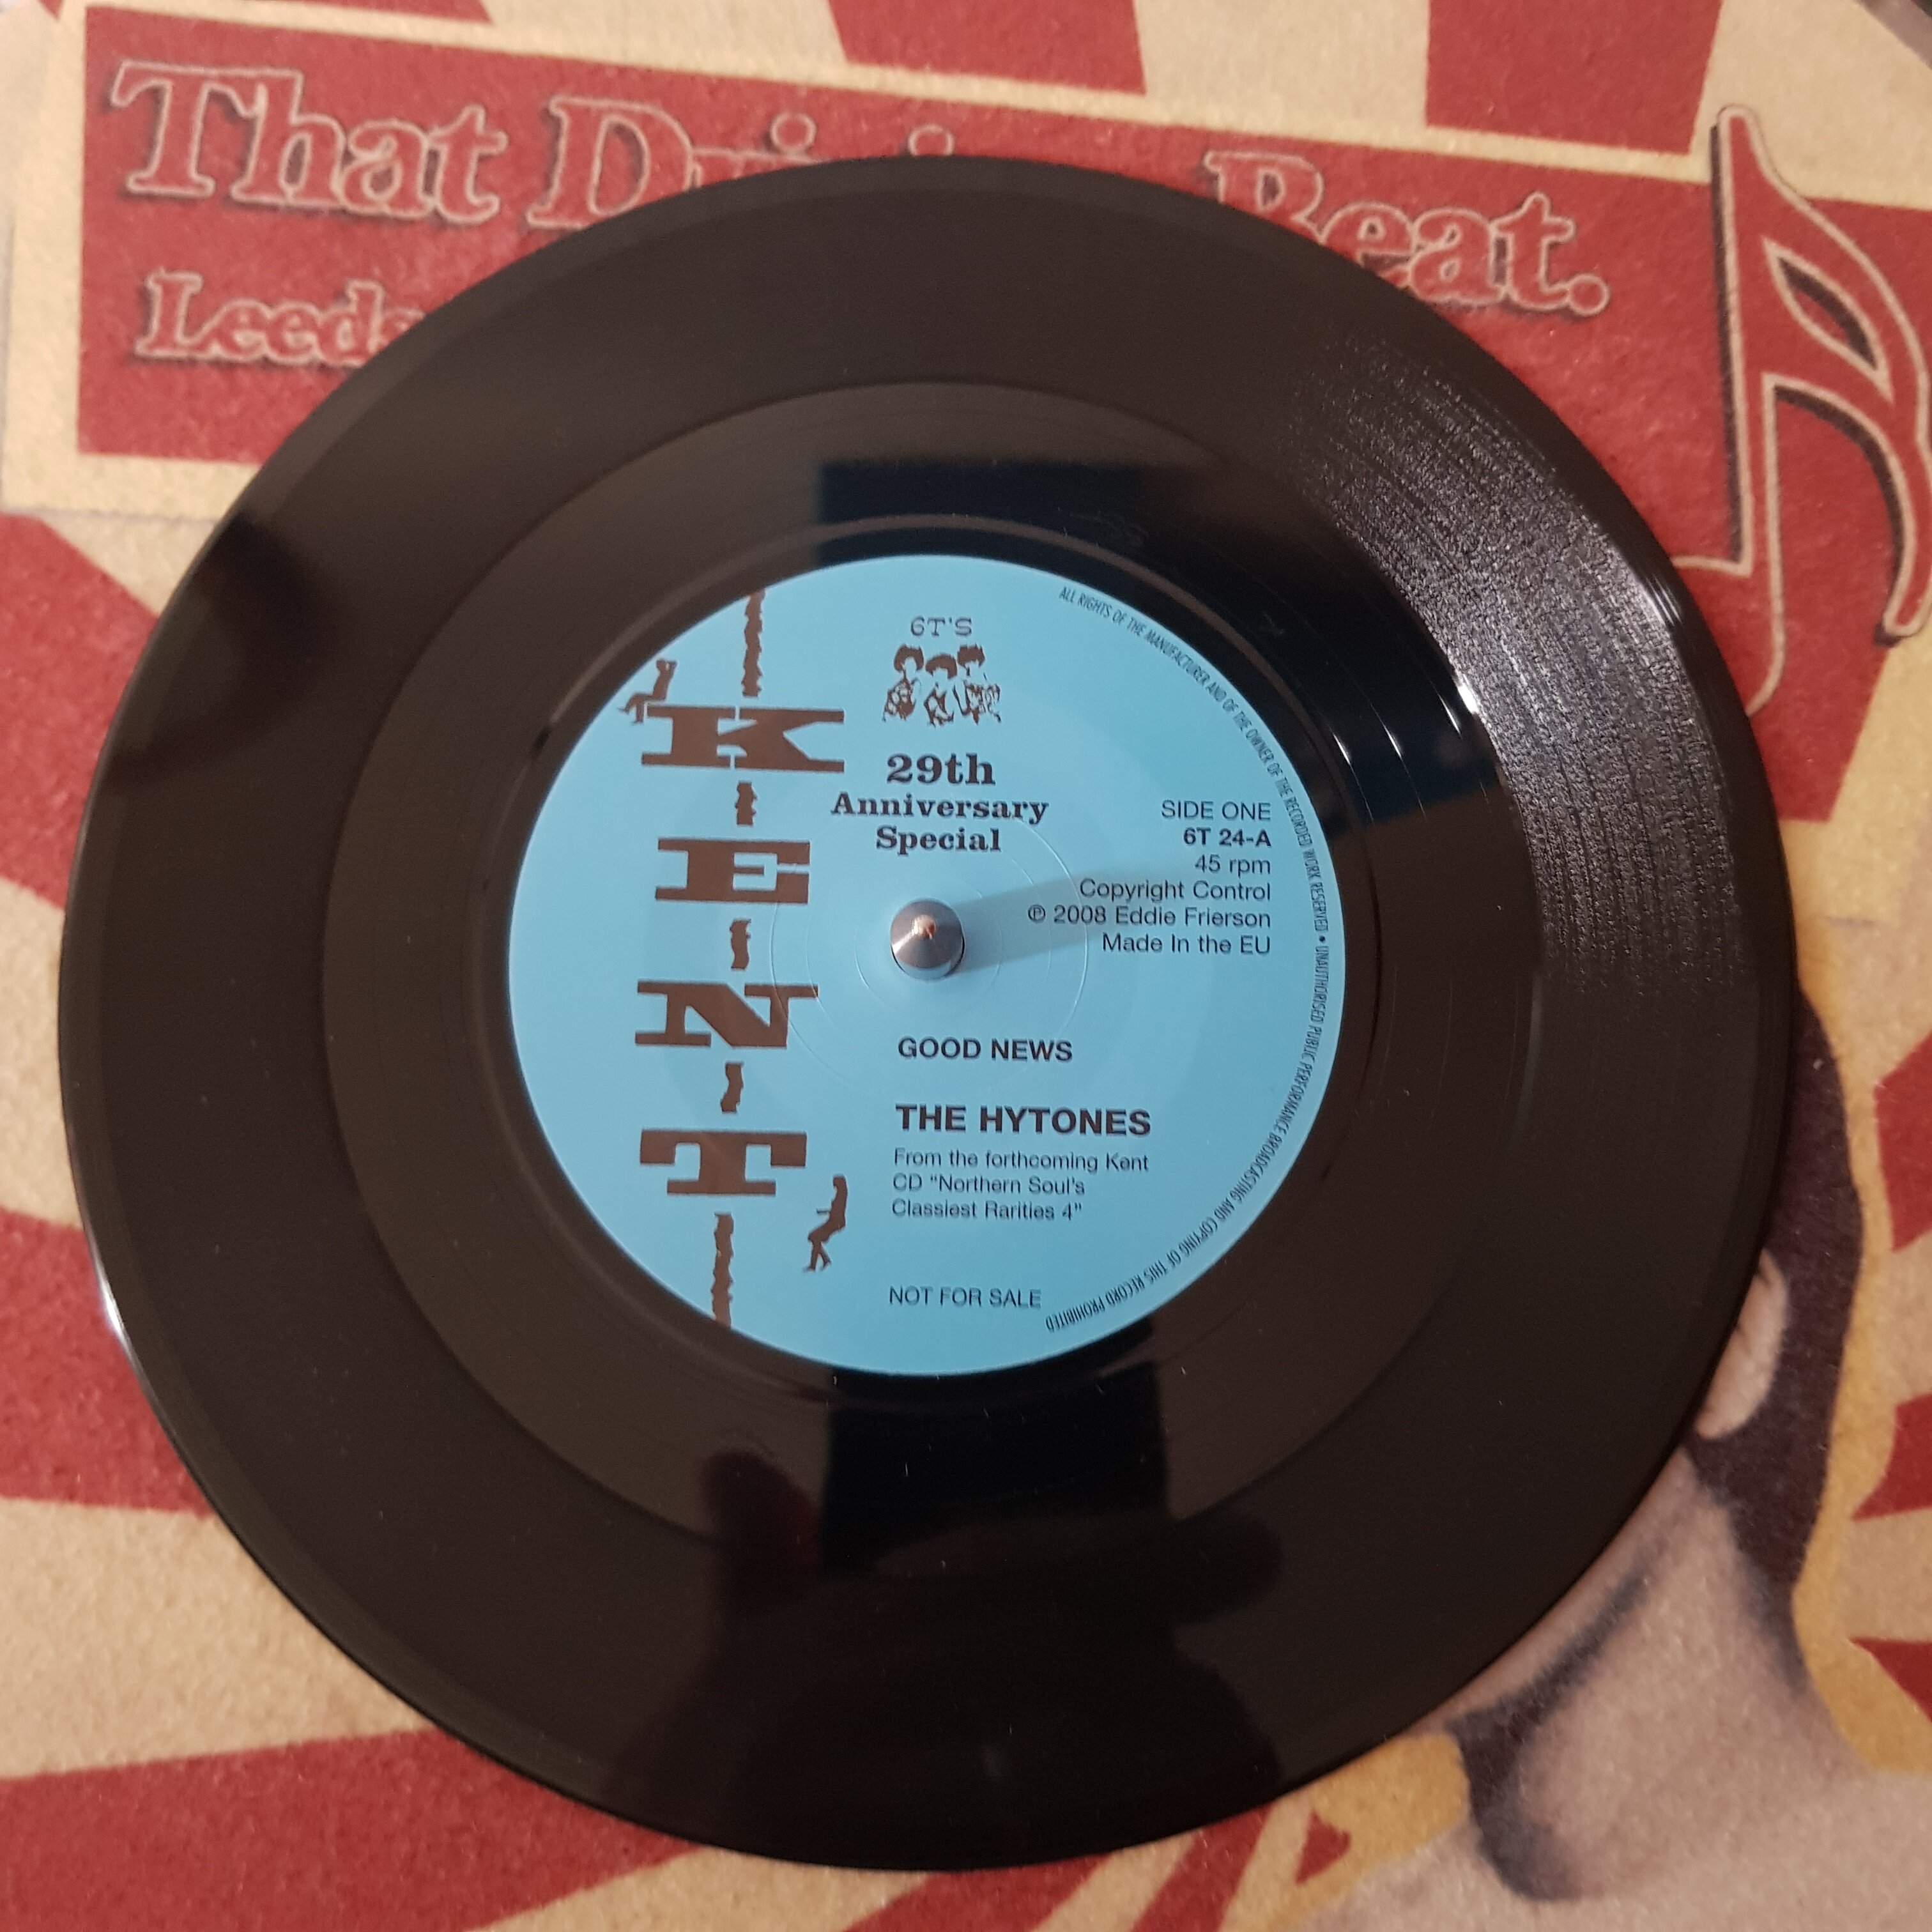 That Beat.
Leeds
6T'S
KENT
29th
Anniversary
Special
SIDE ONE
6T 24-A
45 rpm
Copyright Control
℗ 2008 Eddie Frierson
Made In the EU
GOOD NEWS
THE HYTONES
From the forthcoming Kent
CD "Northern Soul's
Classiest Rarities 4"
NOT FOR SALE
ALL RIGHTS OF THE MANUFACTURER AND OF THE OWNER OF THE RECORDED WORK RESERVED • UNAUTHORISED PUBLIC PERFORMANCE BROADCASTING AND COPYING OF THIS RECORD PROHIBITED